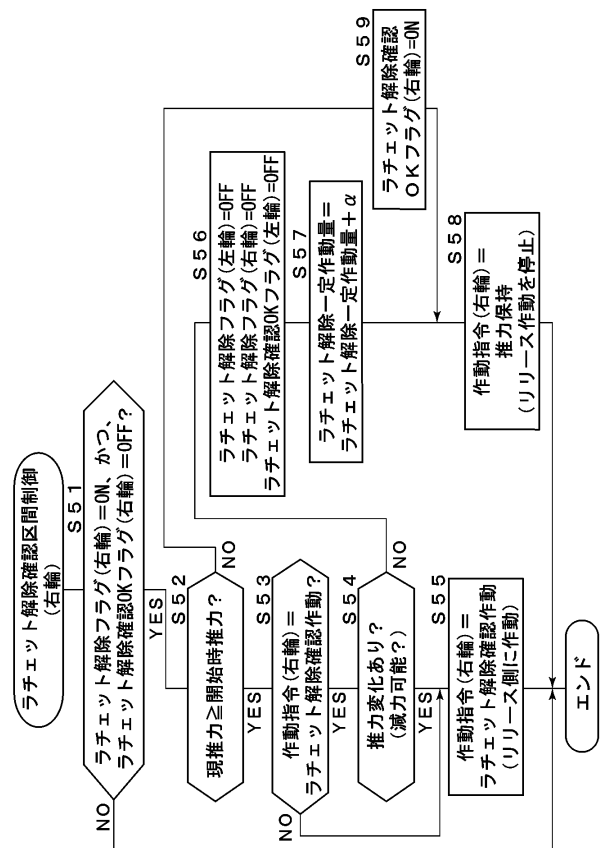 ラチェット解除確認区間制御
(右輪)
S51
ラチェット解除フラグ(右輪)=ON、かつ、
ラチェット解除確認OKフラグ(右輪)=OFF?
NO
YES
S52
現推力≧開始時推力?
NO
YES
S53
作動指令(右輪)=
ラチェット解除確認作動?
NO
YES
S54
推力変化あり?
(減力可能?)
NO
YES
S55
作動指令(右輪)=
ラチェット解除確認作動
(リリース側に作動)
S56
ラチェット解除フラグ(左輪)=OFF
ラチェット解除フラグ(右輪)=OFF
ラチェット解除確認OKフラグ(左輪)=OFF
S57
ラチェット解除一定作動量=
ラチェット解除一定作動量+α
S59
ラチェット解除確認
OKフラグ(右輪)=ON
S58
作動指令(右輪)=
推力保持
(リリース作動を停止)
エンド